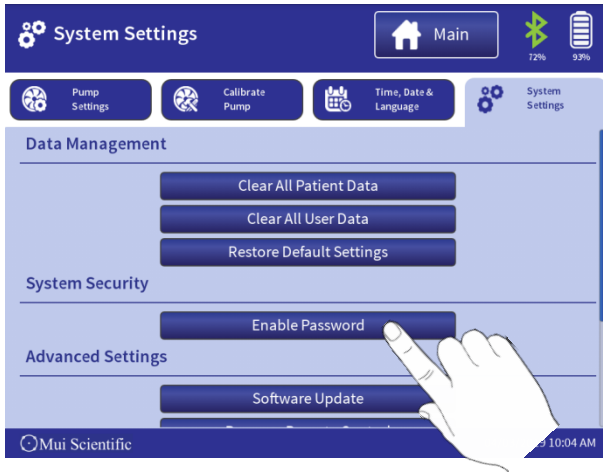 System Settings
Main
72%
93%
Pump
Settings
Calibrate
Pump
Time, Date &
Language
System
Settings
Data Management
Clear All Patient Data
Clear All User Data
Restore Default Settings
System Security
Enable Password
Advanced Settings
Software Update
Mui Scientific
10:04 AM